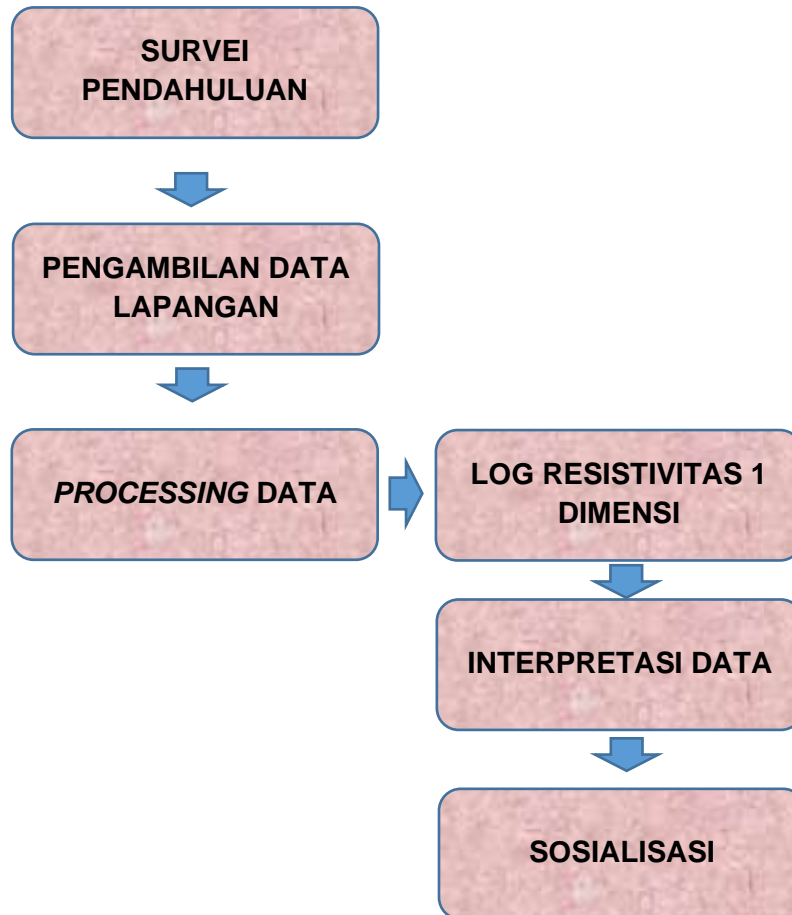 SURVEI
PENDAHULUAN
PENGAMBILAN DATA
LAPANGAN
PROCESSING DATA
LOG RESISTIVITAS 1
DIMENSI
INTERPRETASI DATA
SOSIALISASI